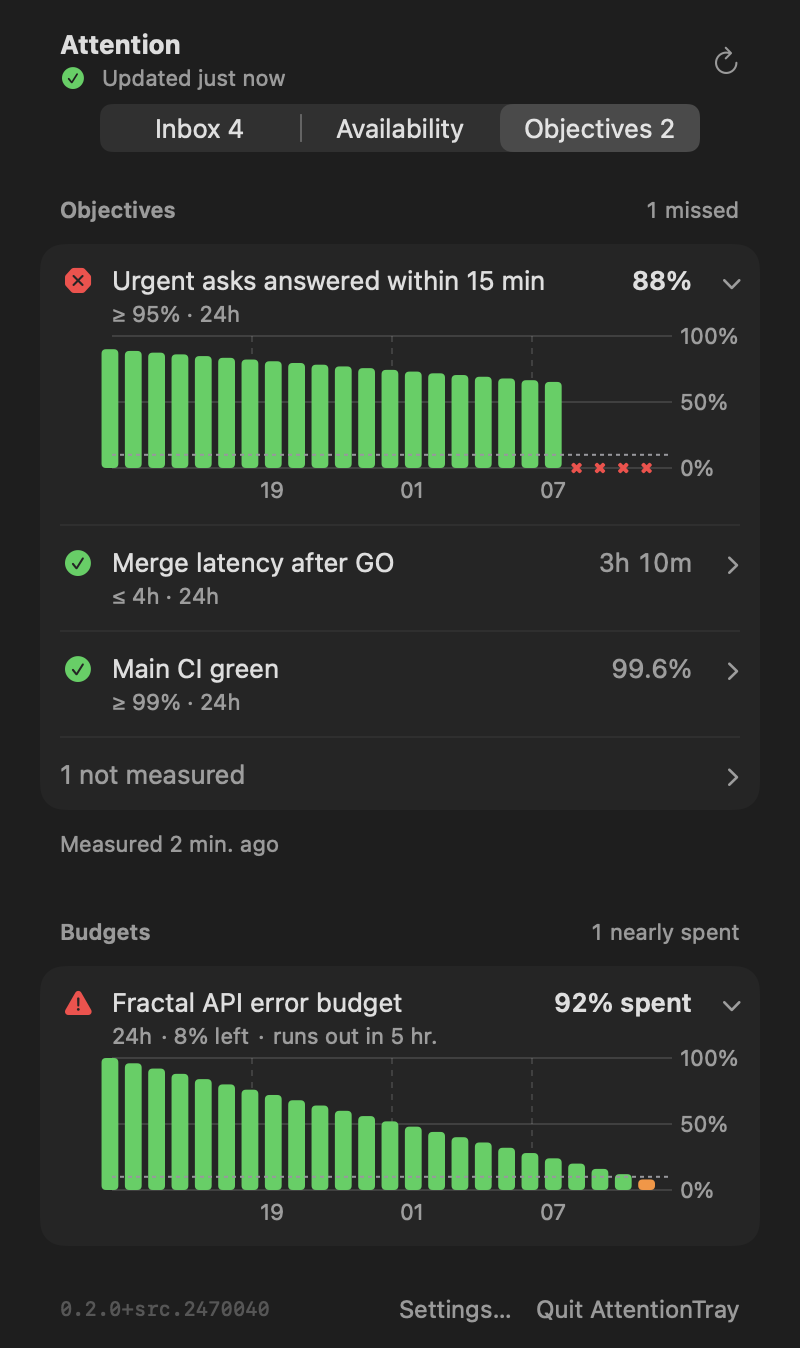 Attention
Updated just now
Inbox 4
Availability
Objectives 2
Objectives
1 missed
Urgent asks answered within 15 min
88%
≥ 95% · 24h
100%
50%
0%
19
01
07
Merge latency after GO
3h 10m
≤ 4h · 24h
Main CI green
99.6%
≥ 99% · 24h
1 not measured
Measured 2 min. ago
Budgets
1 nearly spent
Fractal API error budget
92% spent
24h · 8% left · runs out in 5 hr.
100%
50%
0%
19
01
07
0.2.0+src.2470040
Settings...
Quit AttentionTray